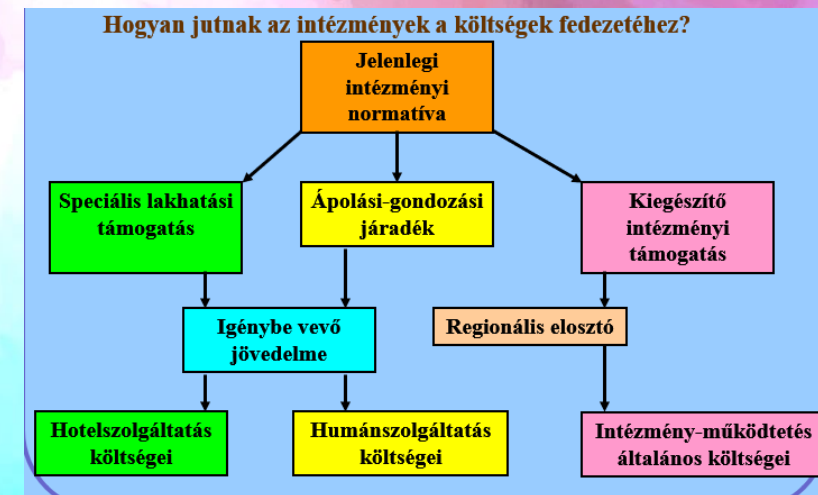 Hogyan jutnak az intézmények a költségek fedezetéhez?
Jelenlegi
intézményi
normatíva
Speciális lakhatási
támogatás
Ápolási-gondozási
járadék
Kiegészítő
intézményi
támogatás
Igénybe vevő
jövedelme
Regionális elosztó
Hotelszolgáltatás
költségei
Humánszolgáltatás
költségei
Intézmény-működtetés
általános költségei